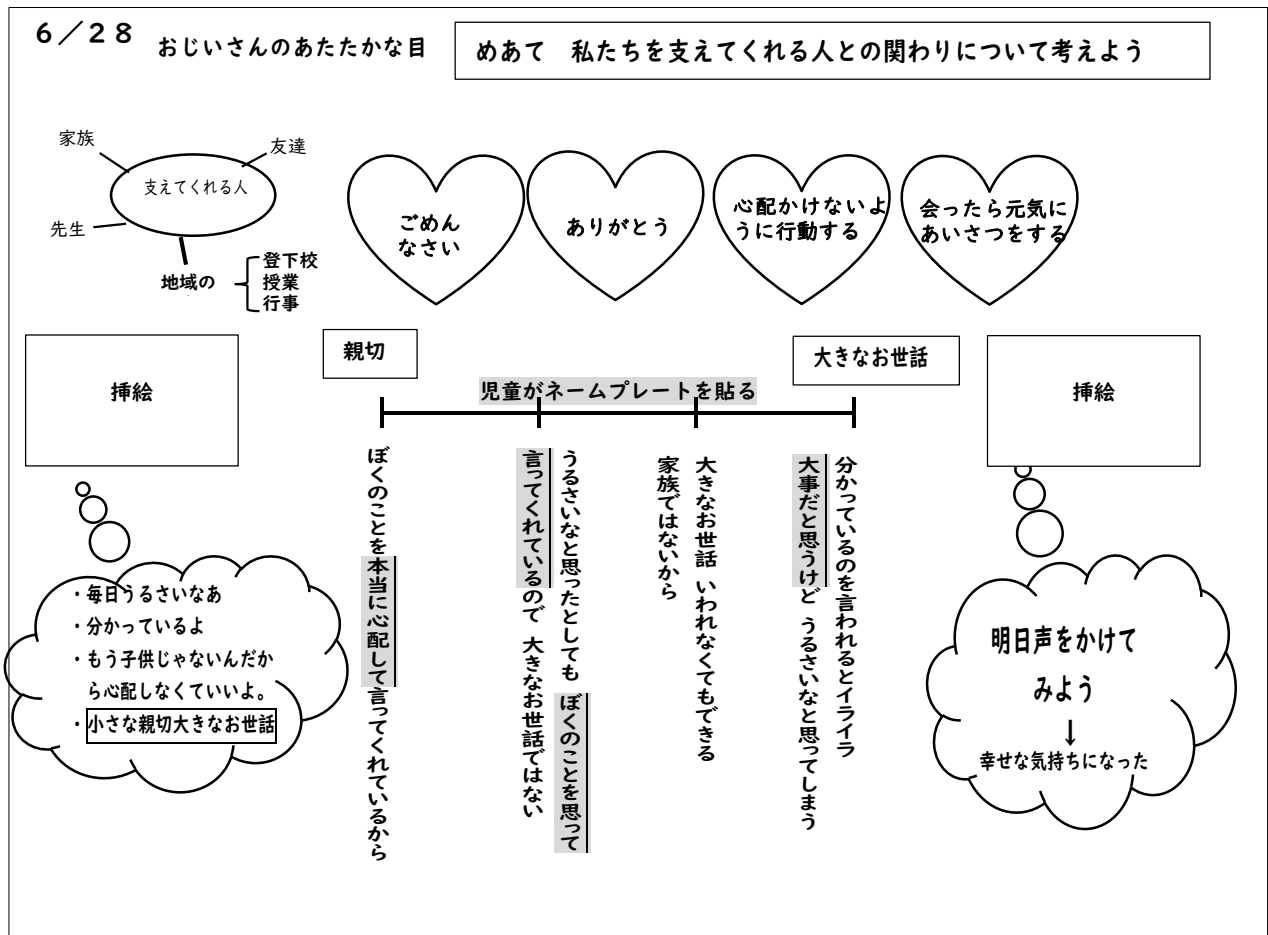 6／28
おじいさんのあたたかな目
めあて　私たちを支えてくれる人との関わりについて考えよう
家族
友達
支えてくれる人
先生
地域の
登下校
授業
行事
ごめん
なさい
ありがとう
心配かけないよ
うに行動する
会ったら元気に
あいさつをする
挿絵
親切
大きなお世話
挿絵
児童がネームプレートを貼る
・毎日うるさいなあ
・分かっているよ
・もう子供じゃないんだか
ら心配しなくていいよ。
・小さな親切大きなお世話
ぼくのことを本当に心配して言ってくれているから
うるさいなと思ったとしても　ぼくのことを思って
言ってくれているので　大きなお世話ではない
大きなお世話 いわれなくてもできる
家族ではないから
分かっているのを言われるとイライラ
大事だと思うけど うるさいなと思ってしまう
明日声をかけて
みよう
↓
幸せな気持ちになった